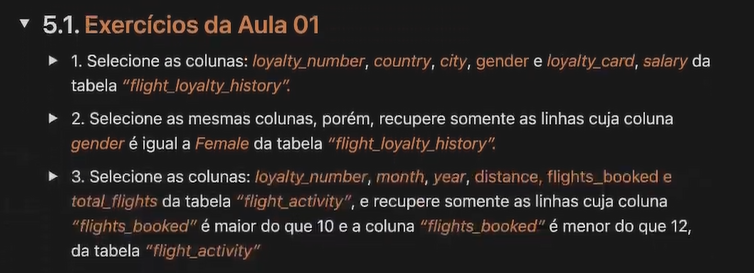 5.1. Exercícios da Aula 01
1. Selecione as colunas: loyalty_number, country, city, gender e loyalty_card, salary da
tabela “flight_loyalty_history”.
2. Selecione as mesmas colunas, porém, recupere somente as linhas cuja coluna
gender é igual a Female da tabela “flight_loyalty_history”.
3. Selecione as colunas: loyalty_number, month, year, distance, flights_booked e
total_flights da tabela “flight_activity”, e recupere somente as linhas cuja coluna
“flights_booked” é maior do que 10 e a coluna “flights_booked” é menor do que 12,
da tabela “flight_activity”